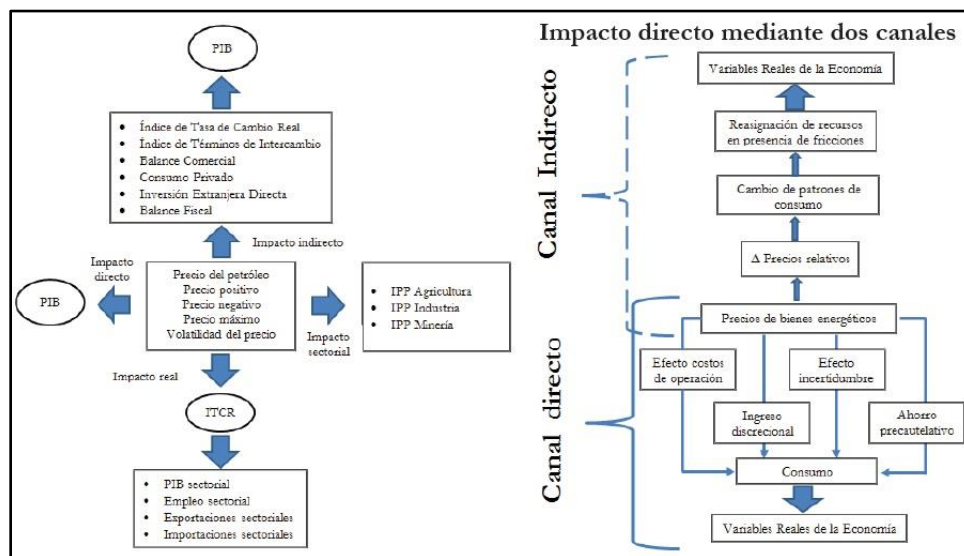 PIB
Índice de Tasa de Cambio Real
Índice de Términos de Intercambio
Balance Comercial
Consumo Privado
Inversión Extranjera Directa
Balance Fiscal
Impacto indirecto
Impacto
directo
PIB
Precio del petróleo
Precio positivo
Precio negativo
Precio máximo
Volatilidad del precio
Impacto
sectorial
IPP Agricultura
IPP Industria
IPP Minería
Impacto real
ITCR
PIB sectorial
Empleo sectorial
Exportaciones sectoriales
Importaciones sectoriales
Impacto directo mediante dos canales
Canal Indirecto
Variables Reales de la Economía
Reasignación de recursos
en presencia de fricciones
Cambio de patrones de
consumo
Δ Precios relativos
Canal directo
Precios de bienes energéticos
Efecto costos
de operación
Efecto
incertidumbre
Ingreso
discrecional
Ahorro
precautelativo
Consumo
Variables Reales de la Economía